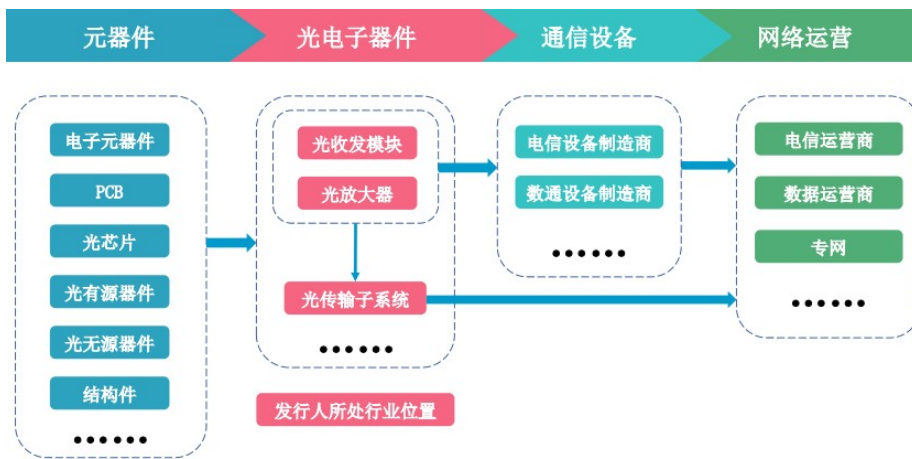 元器件
光电子器件
通信设备
网络运营
电子元器件
PCB
光芯片
光有源器件
光无源器件
结构件
••••••
光收发模块
光放大器
光传输子系统
••••••
发行人所处行业位置
电信设备制造商
数通设备制造商
••••••
电信运营商
数据运营商
专网
••••••